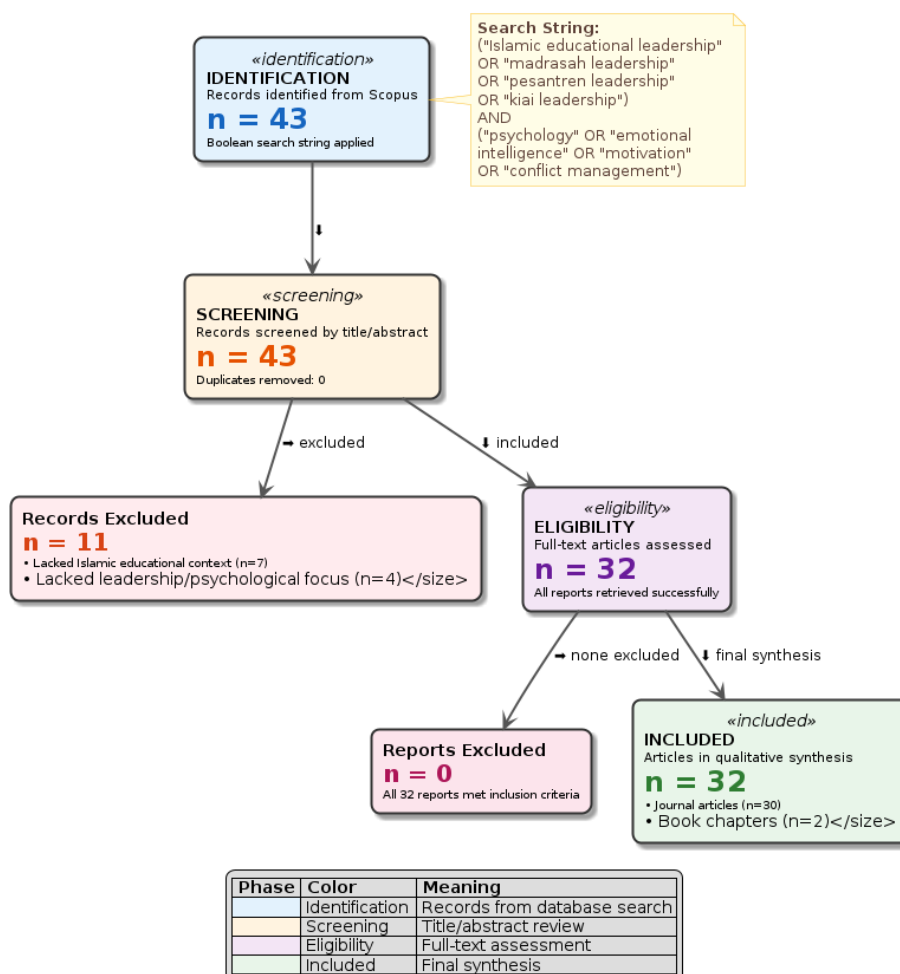 «identification»
IDENTIFICATION
Records identified from Scopus
n = 43
Boolean search string applied
Search String:
("Islamic educational leadership"
OR "madrasah leadership"
OR "pesantren leadership"
OR "kiai leadership")
AND
("psychology" OR "emotional
intelligence" OR "motivation"
OR "conflict management")
⬇
«screening»
SCREENING
Records screened by title/abstract
n = 43
Duplicates removed: 0
➡ excluded
⬇ included
Records Excluded
n = 11
• Lacked Islamic educational context (n=7)
• Lacked leadership/psychological focus (n=4)</size>
«eligibility»
ELIGIBILITY
Full-text articles assessed
n = 32
All reports retrieved successfully
➡ none excluded
⬇ final synthesis
Reports Excluded
n = 0
All 32 reports met inclusion criteria
«included»
INCLUDED
Articles in qualitative synthesis
n = 32
• Journal articles (n=30)
• Book chapters (n=2)</size>
Phase Color Meaning
Identification Records from database search
Screening Title/abstract review
Eligibility Full-text assessment
Included Final synthesis